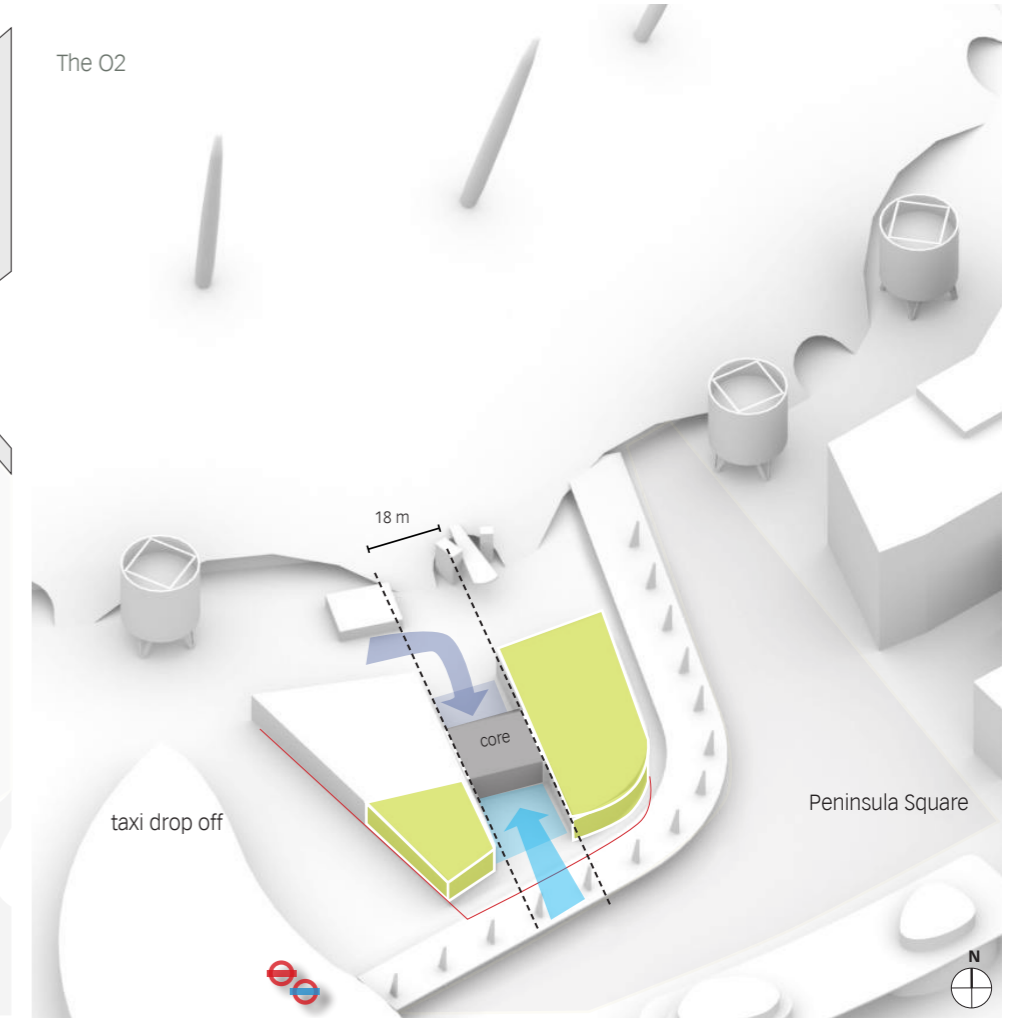 The O2
18 m
core
taxi drop off
Peninsula Square
N